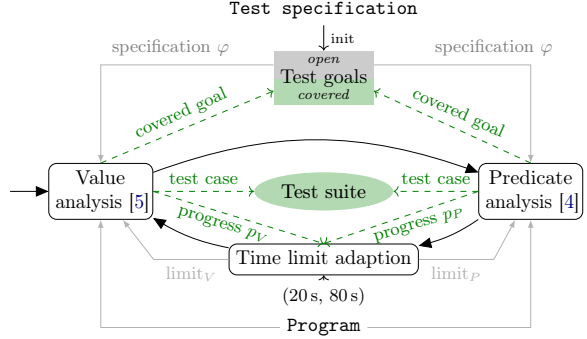 Test specification
init
specification φ
specification φ
open
Test goals
covered
covered goal
covered goal
Value
analysis [5]
test case
Test suite
test case
Predicate
analysis [4]
progress p_V
progress p_P
Time limit adaption
limit_V
limit_P
(20 s, 80 s)
Program